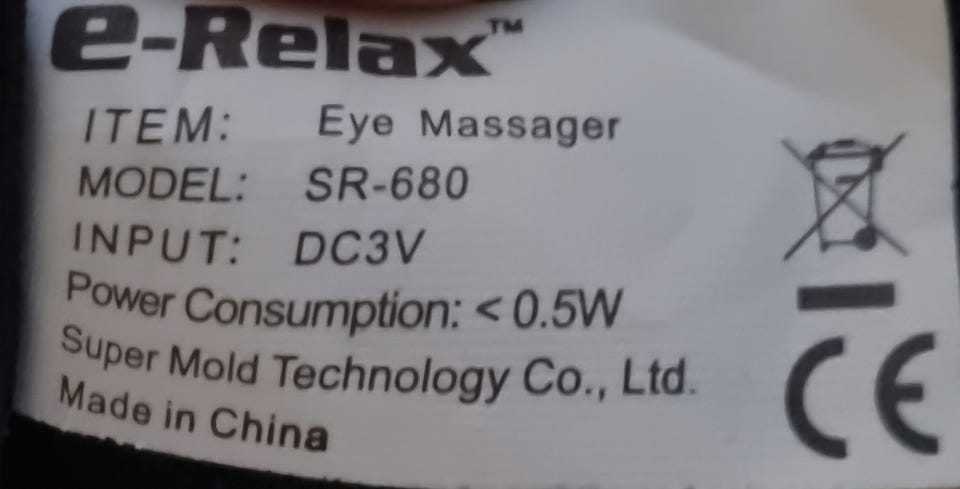 e-Relax™
ITEM: Eye Massager
MODEL: SR-680
INPUT: DC3V
Power Consumption: < 0.5W
Super Mold Technology Co., Ltd.
Made in China
CE